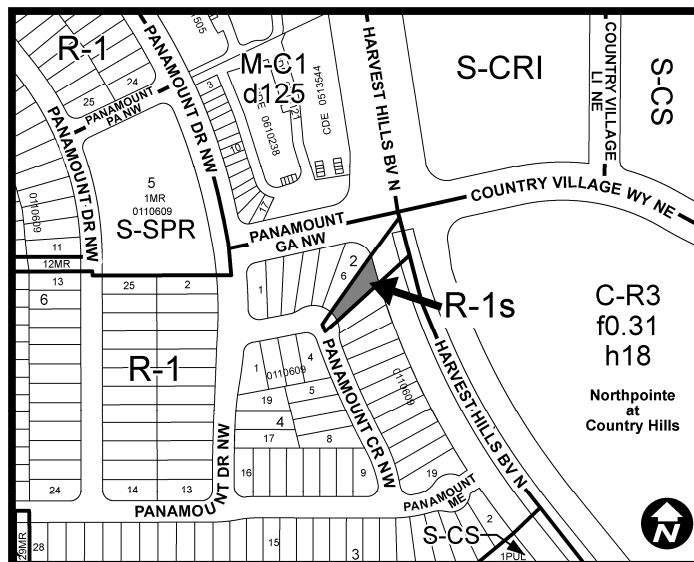 R-1
PANAMOUNT DR NW
1505
M-C1
d125
HARVEST HILLS BV N
S-CRI
COUNTRY VILLAGE
LI NE
S-CS
25
24
PANAMOUNT
PA NW
PANAMOUNT DR NW
3
CDE 0610238
CDE 0513544
10
17
5
1MR
0110609
S-SPR
0110609
11
12MR
PANAMOUNT
GA NW
COUNTRY VILLAGE WY NE
13
6
25
2
1
2
6
R-1s
C-R3
f0.31
h18
Northpointe
at
Country Hills
R-1
1
0110609
4
5
19
4
17
8
16
9
PANAMOUNT CR NW
0110609
HARVEST HILLS BV N
24
14
13
PANAMOUNT DR NW
19
PANAMOUNT
ME
2
S-CS
1PUL
29MR
28
15
3
N